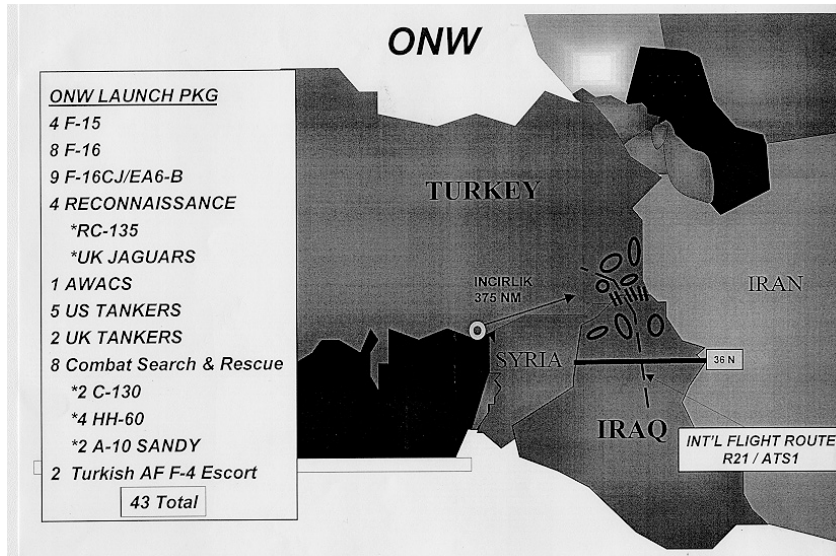 ONW
ONW LAUNCH PKG
4 F-15
8 F-16
9 F-16CJ/EA6-B
4 RECONNAISSANCE
*RC-135
*UK JAGUARS
1 AWACS
5 US TANKERS
2 UK TANKERS
8 Combat Search & Rescue
*2 C-130
*4 HH-60
*2 A-10 SANDY
2 Turkish AF F-4 Escort
43 Total
TURKEY
INCIRLIK
375 NM
IRAN
SYRIA
36 N
IRAQ
INT'L FLIGHT ROUTE
R21 / ATS1